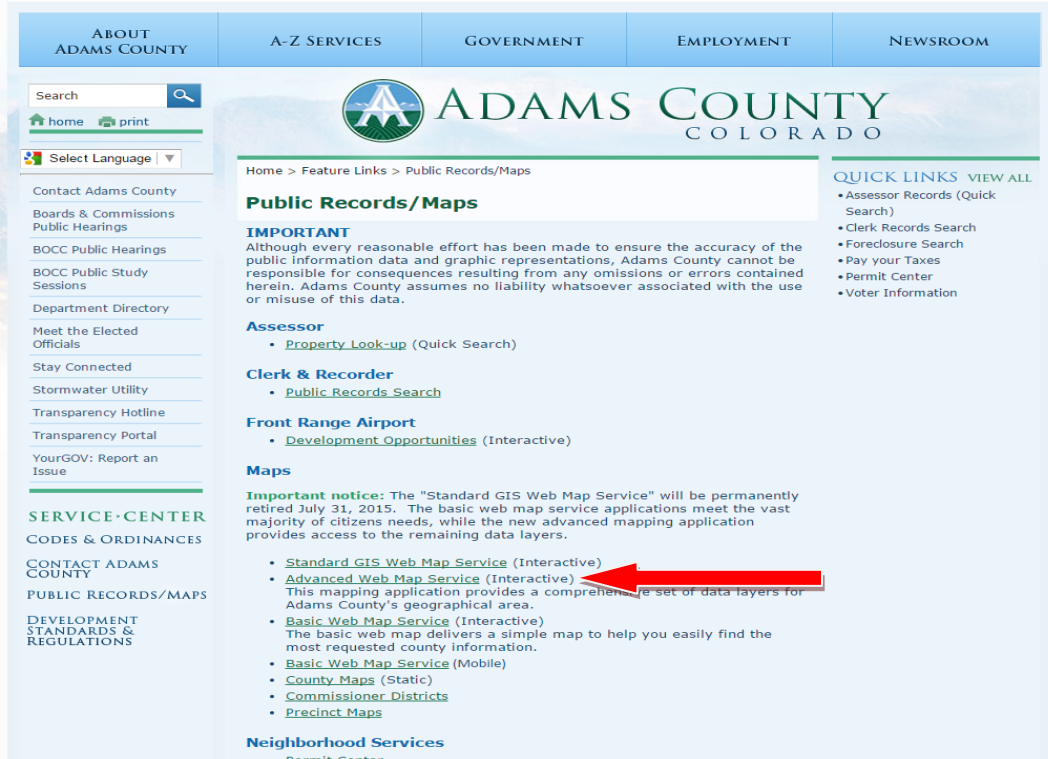 ABOUT
ADAMS COUNTY
A-Z SERVICES
GOVERNMENT
EMPLOYMENT
NEWSROOM
Search
home print
Select Language ▼
Contact Adams County
Boards & Commissions
Public Hearings
BOCC Public Hearings
BOCC Public Study
Sessions
Department Directory
Meet the Elected
Officials
Stay Connected
Stormwater Utility
Transparency Hotline
Transparency Portal
YourGOV: Report an
Issue
SERVICE·CENTER
CODES & ORDINANCES
CONTACT ADAMS
COUNTY
PUBLIC RECORDS/MAPS
DEVELOPMENT
STANDARDS &
REGULATIONS
ADAMS COUNTY
COLORADO
Home > Feature Links > Public Records/Maps
Public Records/Maps
IMPORTANT
Although every reasonable effort has been made to ensure the accuracy of the
public information data and graphic representations, Adams County cannot be
responsible for consequences resulting from any omissions or errors contained
herein. Adams County assumes no liability whatsoever associated with the use
or misuse of this data.
Assessor
• Property Look-up (Quick Search)
Clerk & Recorder
• Public Records Search
Front Range Airport
• Development Opportunities (Interactive)
Maps
Important notice: The "Standard GIS Web Map Service" will be permanently
retired July 31, 2015. The basic web map service applications meet the vast
majority of citizens needs, while the new advanced mapping application
provides access to the remaining data layers.
• Standard GIS Web Map Service (Interactive)
• Advanced Web Map Service (Interactive)
This mapping application provides a comprehensive set of data layers for
Adams County's geographical area.
• Basic Web Map Service (Interactive)
The basic web map delivers a simple map to help you easily find the
most requested county information.
• Basic Web Map Service (Mobile)
• County Maps (Static)
• Commissioner Districts
• Precinct Maps
Neighborhood Services
• Permit Center
QUICK LINKS VIEW ALL
• Assessor Records (Quick
Search)
• Clerk Records Search
• Foreclosure Search
• Pay your Taxes
• Permit Center
• Voter Information